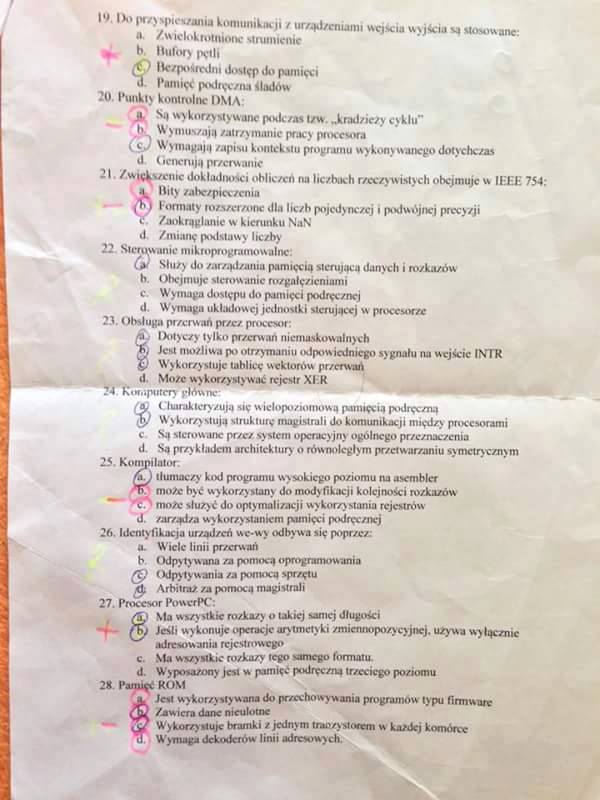 19. Do przyspieszania komunikacji z urządzeniami wejścia wyjścia są stosowane:
a. Zwielokrotnione strumienie
b. Bufory pętli
c. Bezpośredni dostęp do pamięci
d. Pamięć podręczna śladów
20. Punkty kontrolne DMA:
a. Są wykorzystywane podczas tzw. „kradzieży cyklu”
b. Wymuszają zatrzymanie pracy procesora
c. Wymagają zapisu kontekstu programu wykonywanego dotychczas
d. Generują przerwanie
21. Zwiększenie dokładności obliczeń na liczbach rzeczywistych obejmuje w IEEE 754:
a. Bity zabezpieczenia
b. Formaty rozszerzone dla liczb pojedynczej i podwójnej precyzji
c. Zaokrąglanie w kierunku NaN
d. Zmianę podstawy liczby
22. Sterowanie mikroprogramowalne:
a. Służy do zarządzania pamięcią sterującą danych i rozkazów
b. Obejmuje sterowanie rozgałęzieniami
c. Wymaga dostępu do pamięci podręcznej
d. Wymaga układowej jednostki sterującej w procesorze
23. Obsługa przerwań przez procesor:
a. Dotyczy tylko przerwań niemaskowalnych
b. Jest możliwa po otrzymaniu odpowiedniego sygnału na wejście INTR
c. Wykorzystuje tablicę wektorów przerwań
d. Może wykorzystywać rejestr XER
24. Komputery główne:
a. Charakteryzują się wielopoziomową pamięcią podręczną
b. Wykorzystują strukturę magistrali do komunikacji między procesorami
c. Są sterowane przez system operacyjny ogólnego przeznaczenia
d. Są przykładem architektury o równoległym przetwarzaniu symetrycznym
25. Kompilator:
a. tłumaczy kod programu wysokiego poziomu na asembler
b. może być wykorzystany do modyfikacji kolejności rozkazów
c. może służyć do optymalizacji wykorzystania rejestrów
d. zarządza wykorzystaniem pamięci podręcznej
26. Identyfikacja urządzeń we-wy odbywa się poprzez:
a. Wiele linii przerwań
b. Odpytywana za pomocą oprogramowania
c. Odpytywania za pomocą sprzętu
d. Arbitraż za pomocą magistrali
27. Procesor PowerPC:
a. Ma wszystkie rozkazy o takiej samej długości
b. Jeśli wykonuje operacje arytmetyki zmiennopozycyjnej, używa wyłącznie
adresowania rejestrowego
c. Ma wszystkie rozkazy tego samego formatu.
d. Wyposażony jest w pamięć podręczną trzeciego poziomu
28. Pamięć ROM
a. Jest wykorzystywana do przechowywania programów typu firmware
b. Zawiera dane nieulotne
c. Wykorzystuje bramki z jednym tranzystorem w każdej komórce
d. Wymaga dekoderów linii adresowych.